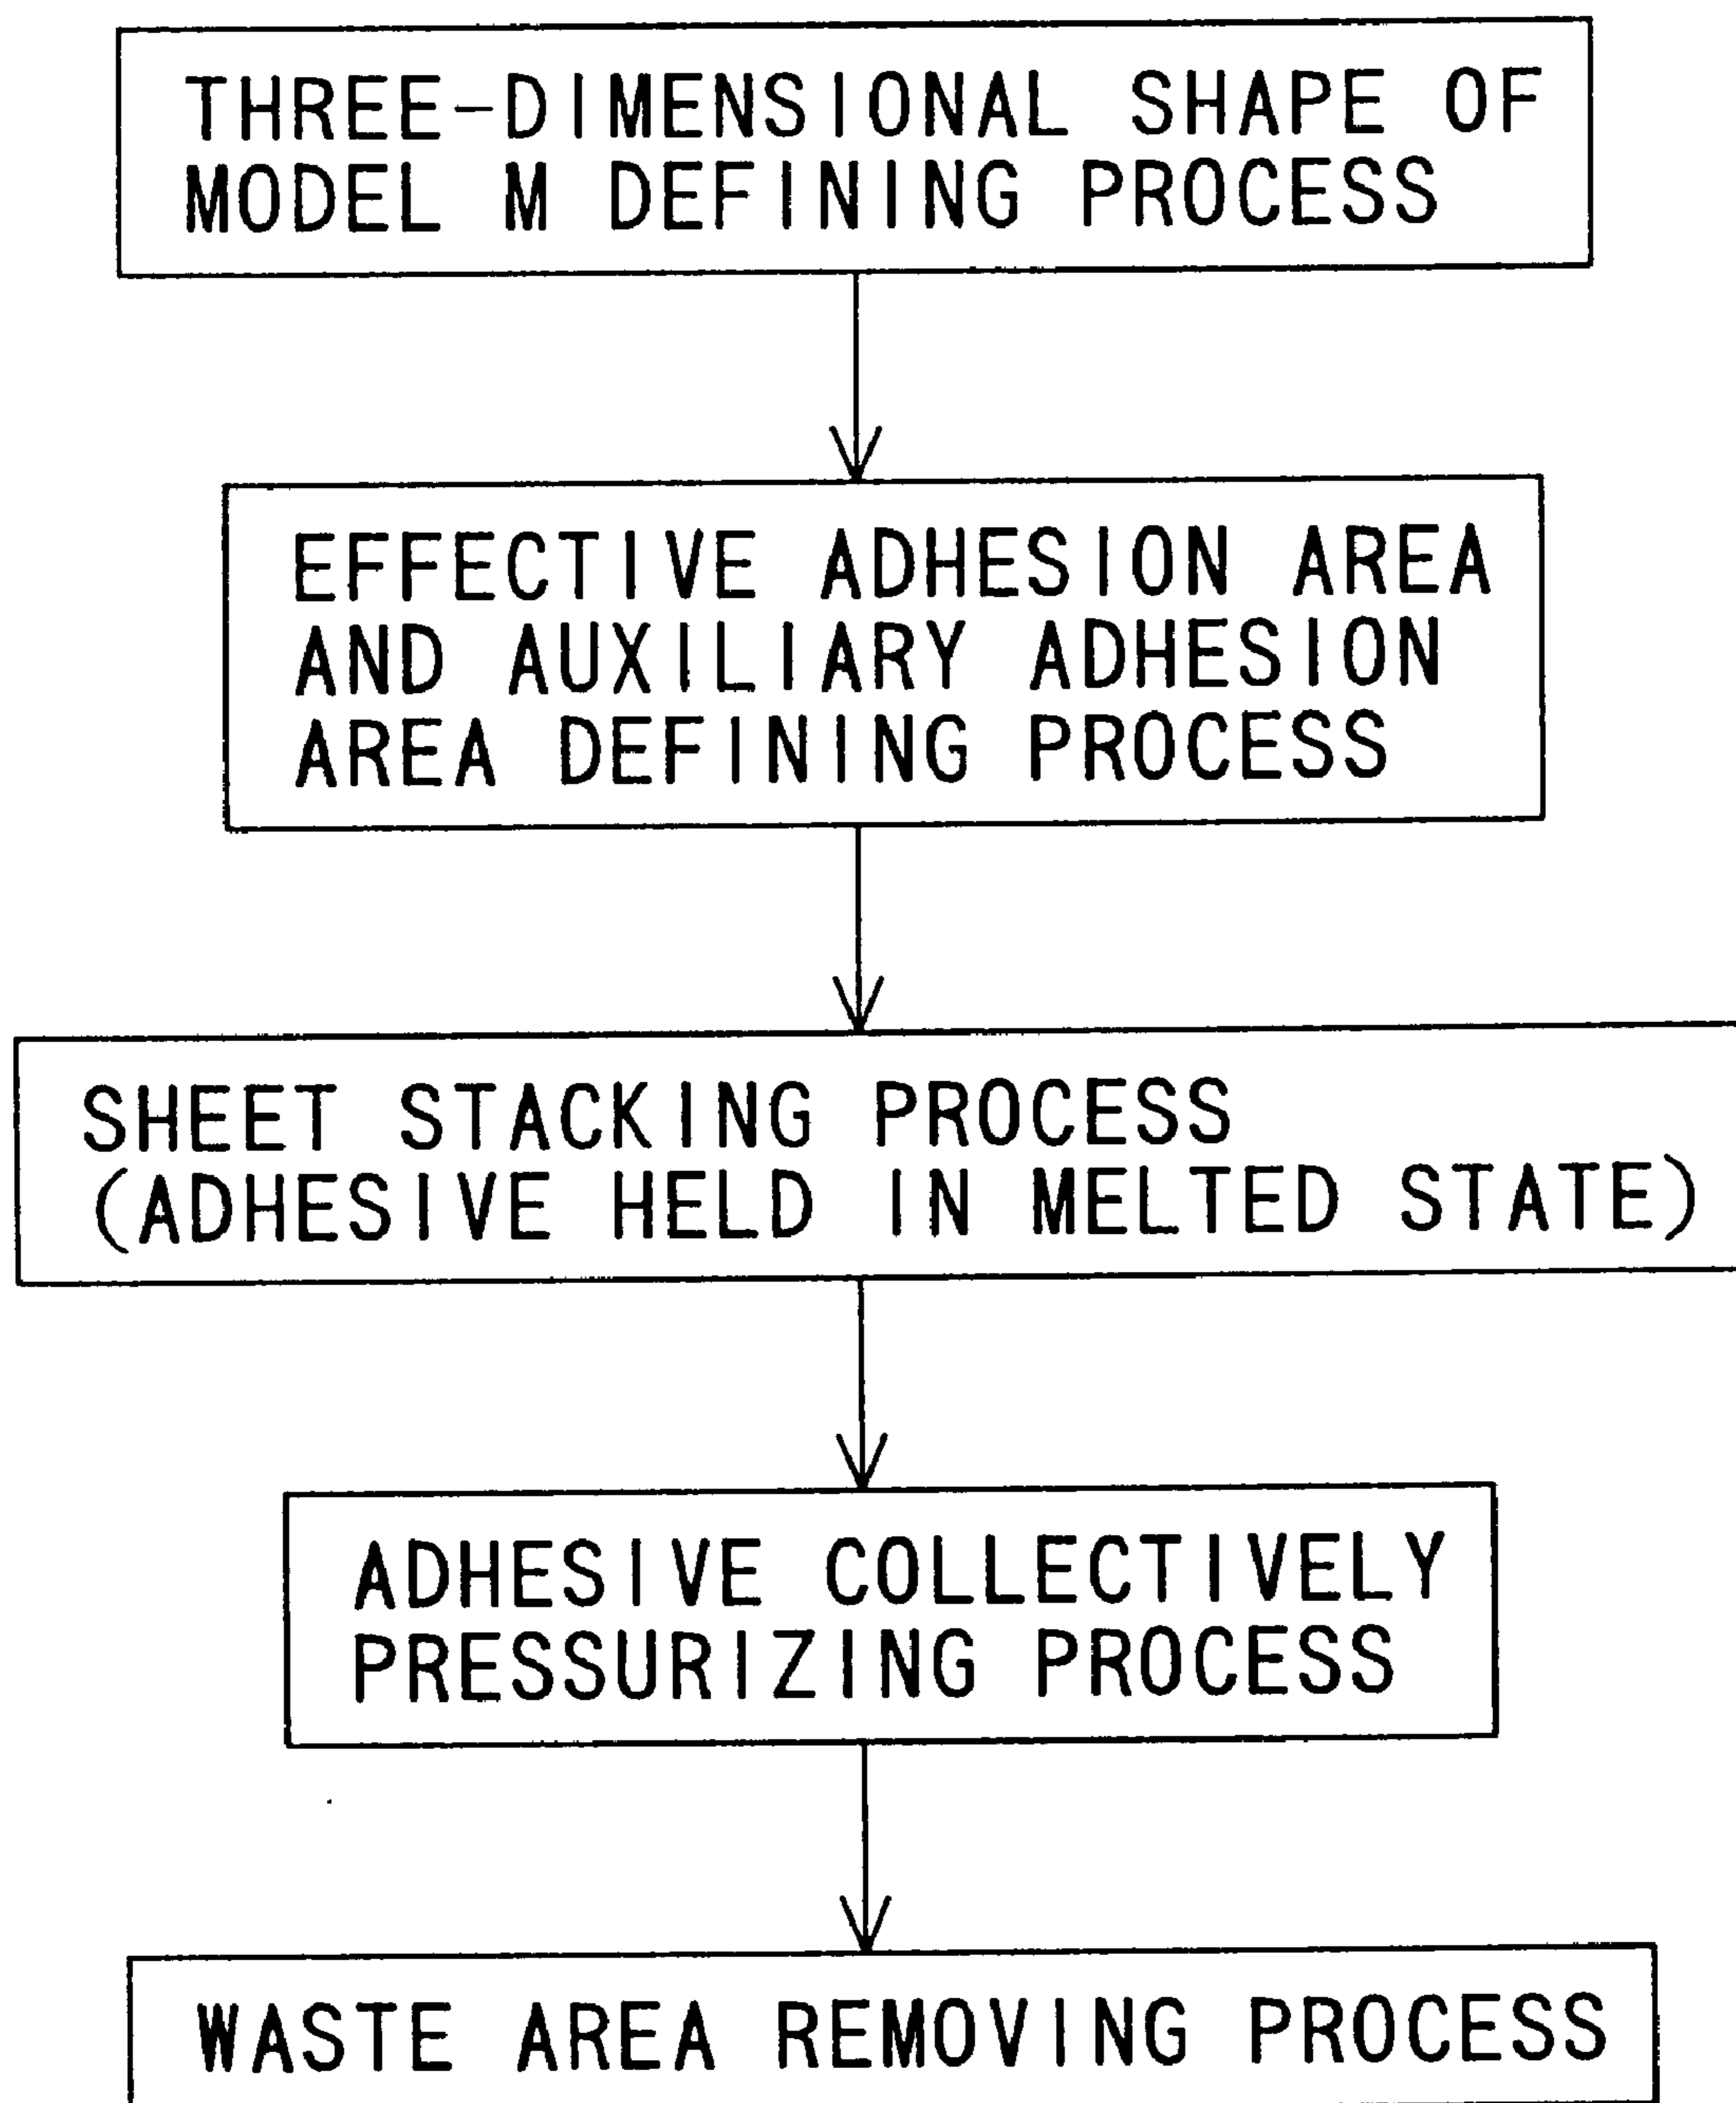 THREE-DIMENSIONAL SHAPE OF
MODEL M DEFINING PROCESS
EFFECTIVE ADHESION AREA
AND AUXILIARY ADHESION
AREA DEFINING PROCESS
SHEET STACKING PROCESS
(ADHESIVE HELD IN MELTED STATE)
ADHESIVE COLLECTIVELY
PRESSURIZING PROCESS
WASTE AREA REMOVING PROCESS